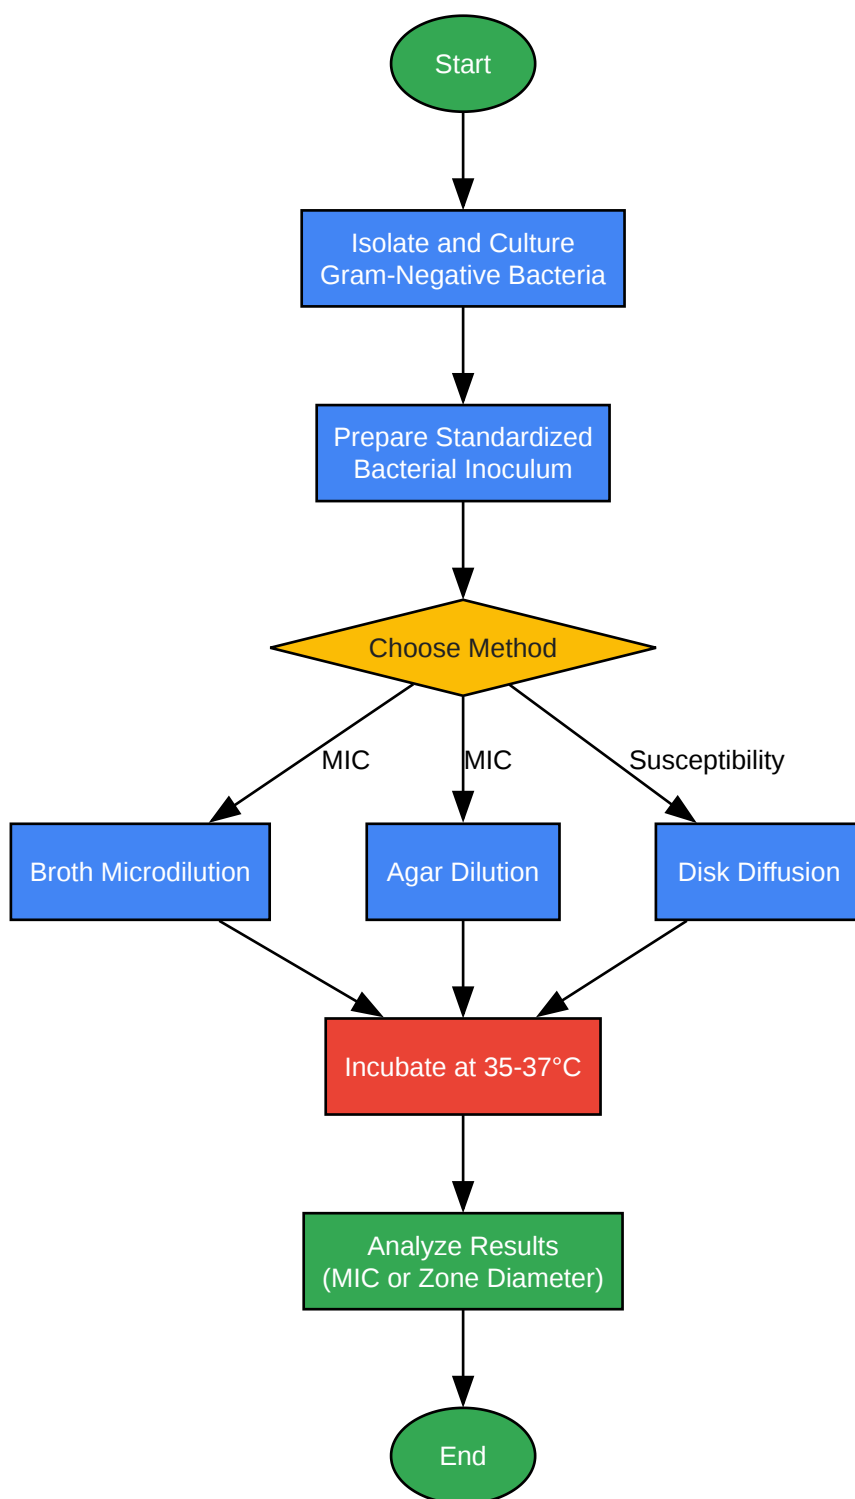 Start
Isolate and Culture
Gram-Negative Bacteria
Prepare Standardized
Bacterial Inoculum
Choose Method
MIC
MIC
Susceptibility
Broth Microdilution
Agar Dilution
Disk Diffusion
Incubate at 35-37°C
Analyze Results
(MIC or Zone Diameter)
End